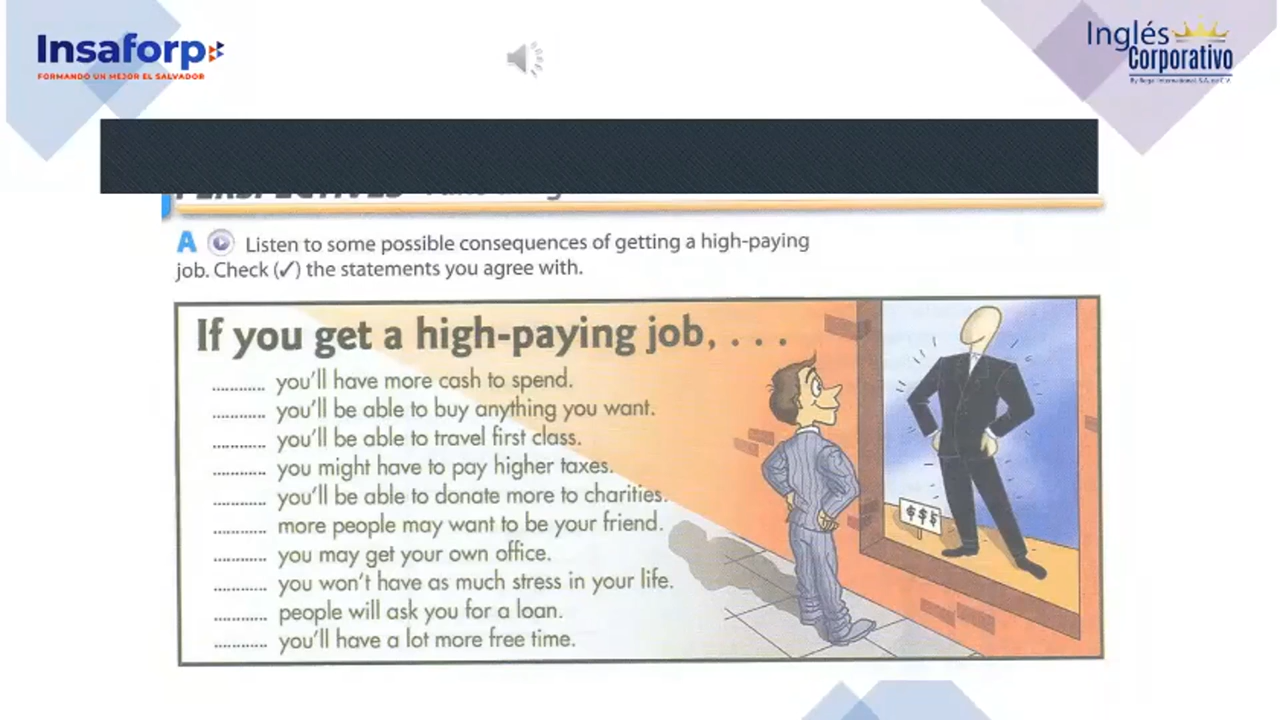 Insaforp
FORMANDO UN MEJOR EL SALVADOR
Inglés
Corporativo
By Regal International, S.A. de C.V.
A Listen to some possible consequences of getting a high-paying
job. Check (✓) the statements you agree with.
If you get a high-paying job, . . .
........... you'll have more cash to spend.
........... you'll be able to buy anything you want.
........... you'll be able to travel first class.
........... you might have to pay higher taxes.
........... you'll be able to donate more to charities.
........... more people may want to be your friend.
........... you may get your own office.
........... you won't have as much stress in your life.
........... people will ask you for a loan.
........... you'll have a lot more free time.
$$$